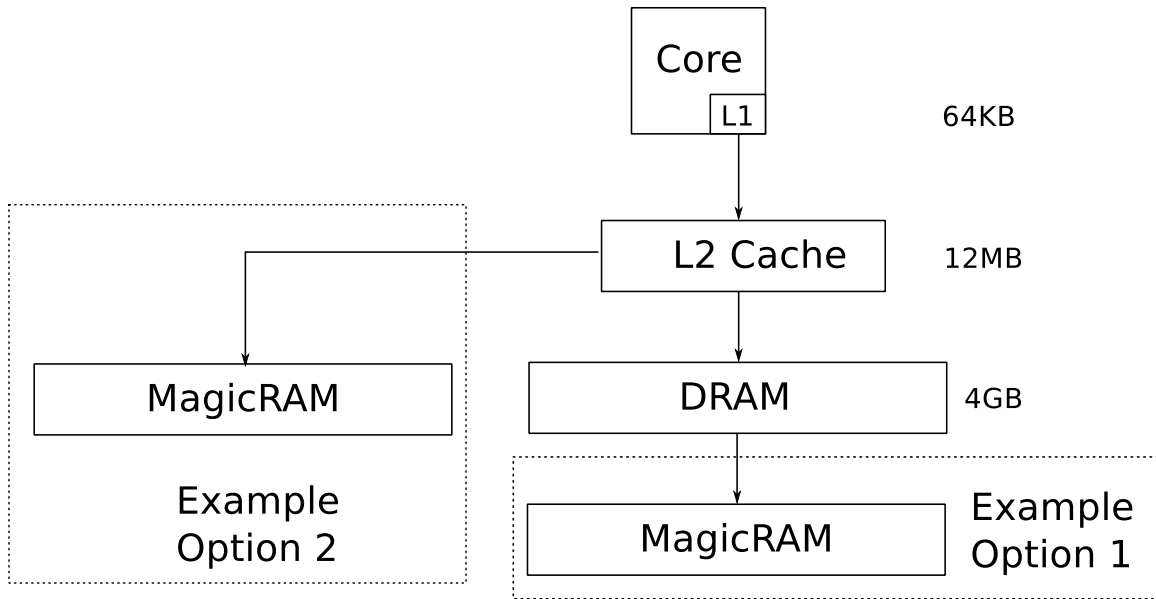 Core
L1
64KB
L2 Cache
12MB
MagicRAM
DRAM
4GB
Example
Option 2
MagicRAM
Example
Option 1